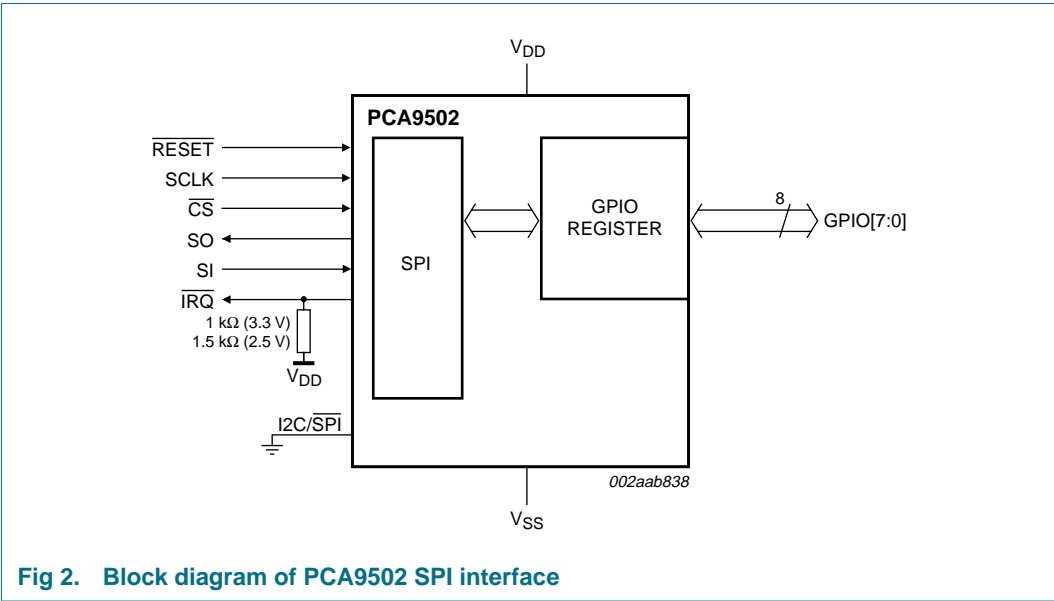 VDD
PCA9502
RESET
SCLK
CS
SO
SI
IRQ
1 kΩ (3.3 V)
1.5 kΩ (2.5 V)
VDD
I2C/SPI
SPI
GPIO
REGISTER
8
GPIO[7:0]
002aab838
VSS
Fig 2. Block diagram of PCA9502 SPI interface